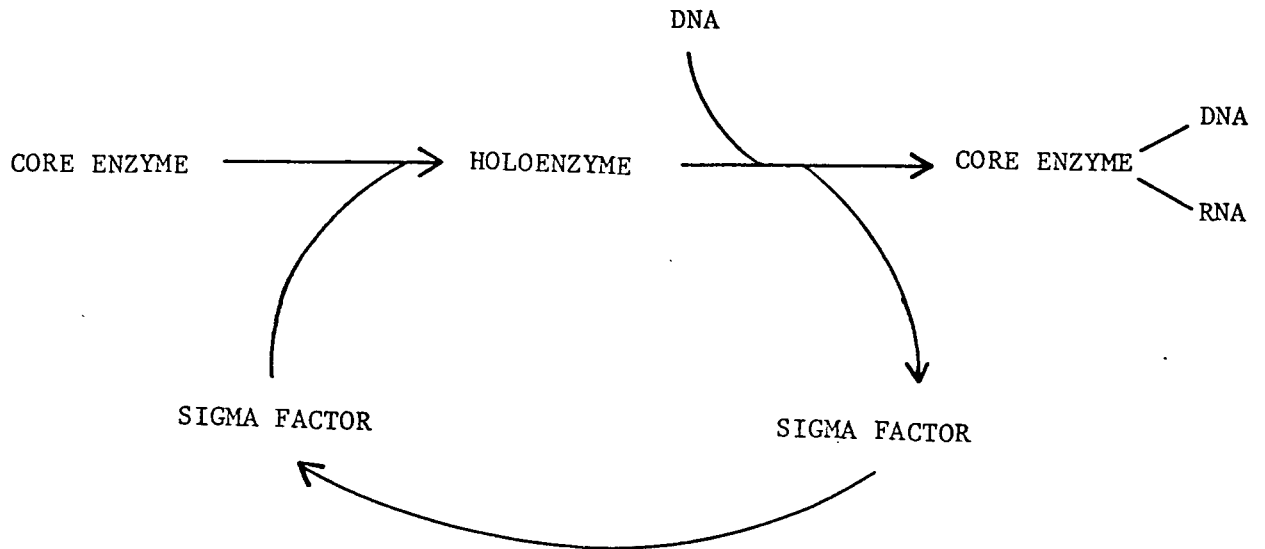 DNA
DNA
CORE ENZYME
HOLOENZYME
CORE ENZYME
RNA
SIGMA FACTOR
SIGMA FACTOR